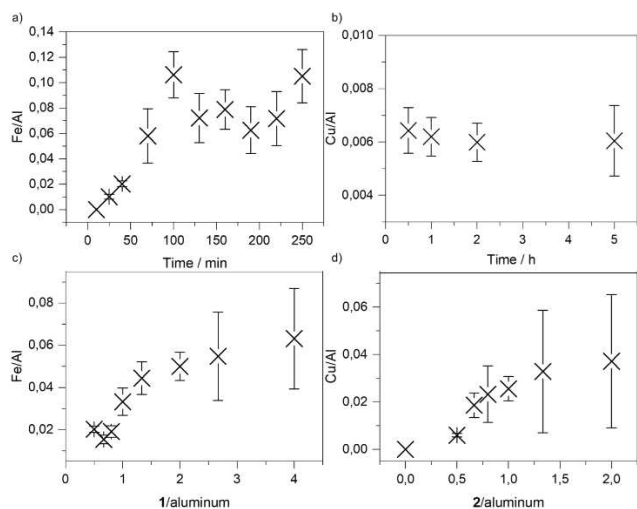 a)
Fe/Al
0,14
0,12
0,10
0,08
0,06
0,04
0,02
0,00
0 50 100 150 200 250
Time / min
b)
Cu/Al
0,010
0,008
0,006
0,004
0 1 2 3 4 5
Time / h
c)
Fe/Al
0,08
0,06
0,04
0,02
0 1 2 3 4
1/aluminum
d)
Cu/Al
0,06
0,04
0,02
0,00
0,0 0,5 1,0 1,5 2,0
2/aluminum